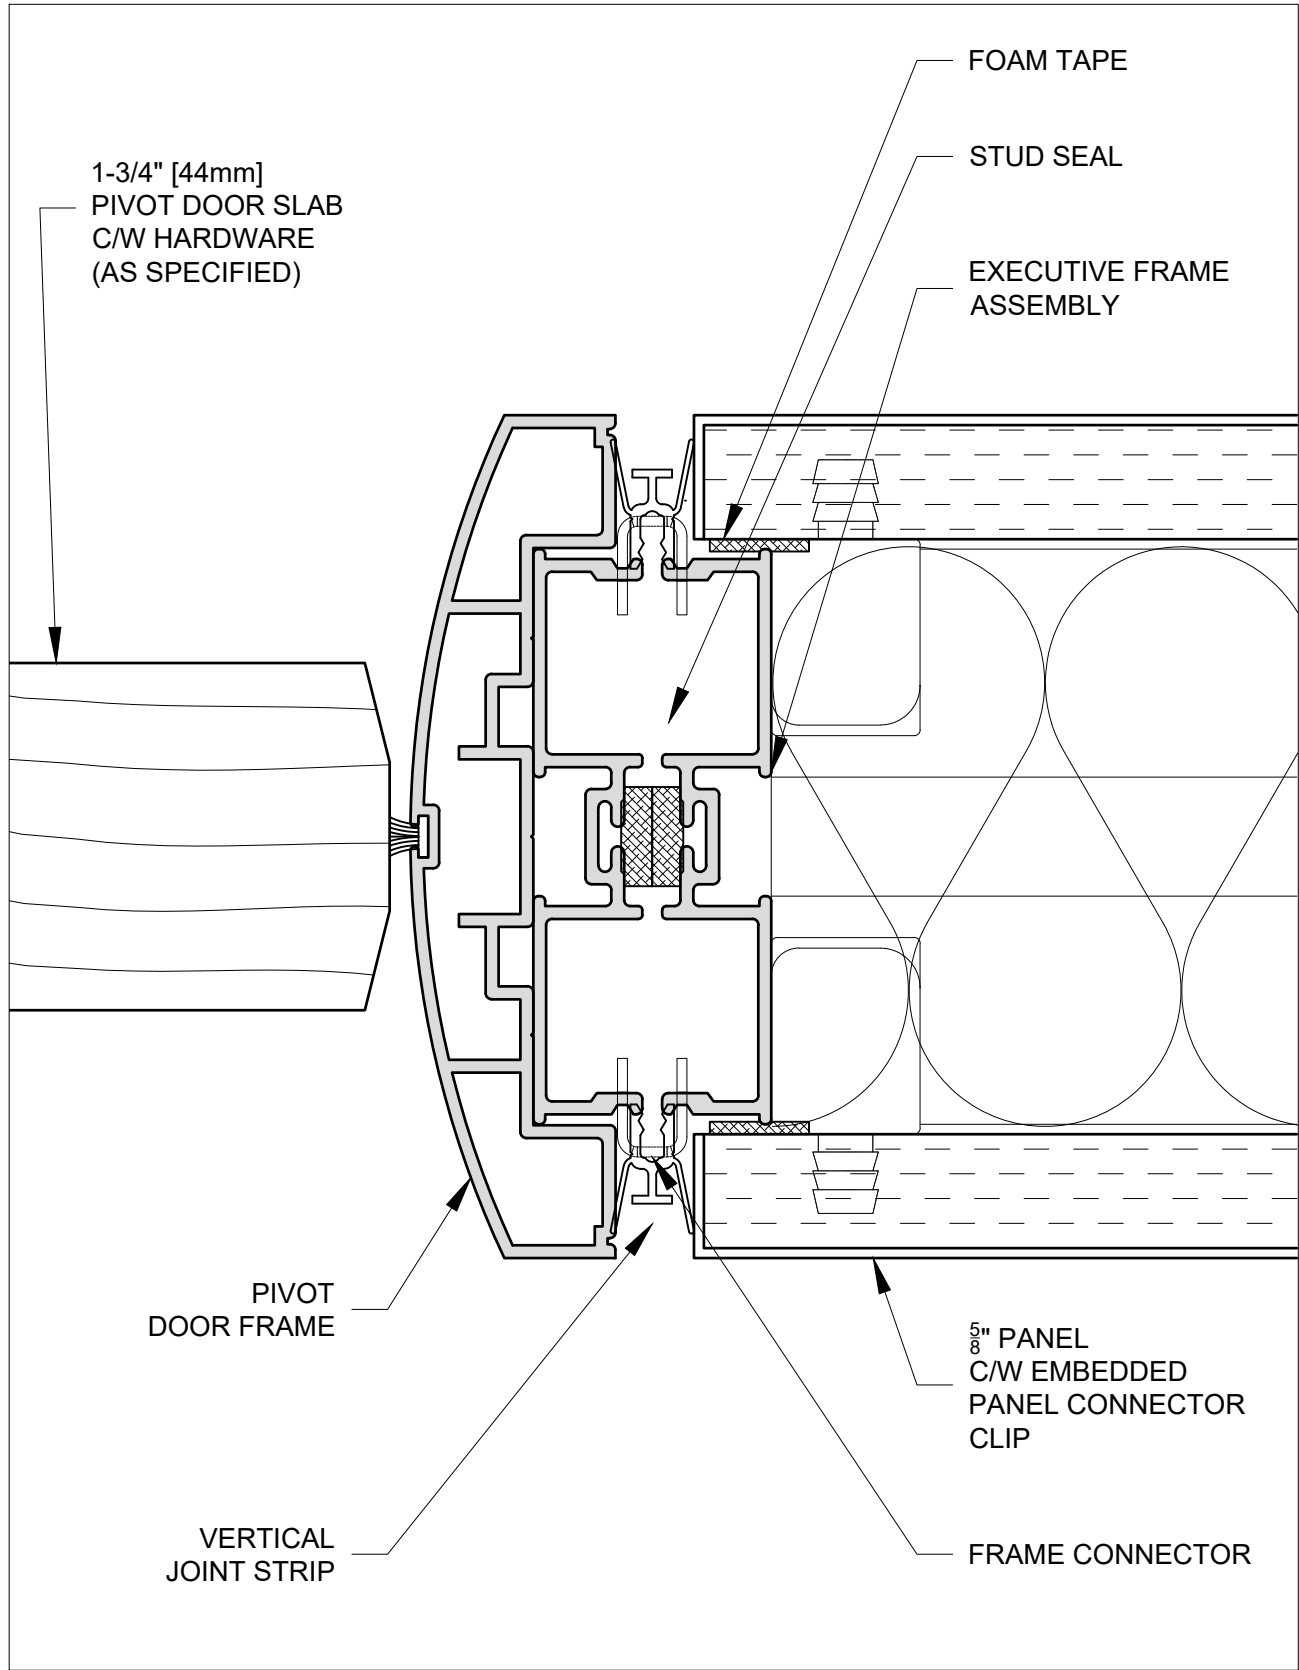 FOAM TAPE
STUD SEAL
1-3/4" [44mm]
PIVOT DOOR SLAB
C/W HARDWARE
(AS SPECIFIED)
EXECUTIVE FRAME
ASSEMBLY
PIVOT
DOOR FRAME
5/8" PANEL
C/W EMBEDDED
PANEL CONNECTOR
CLIP
VERTICAL
JOINT STRIP
FRAME CONNECTOR